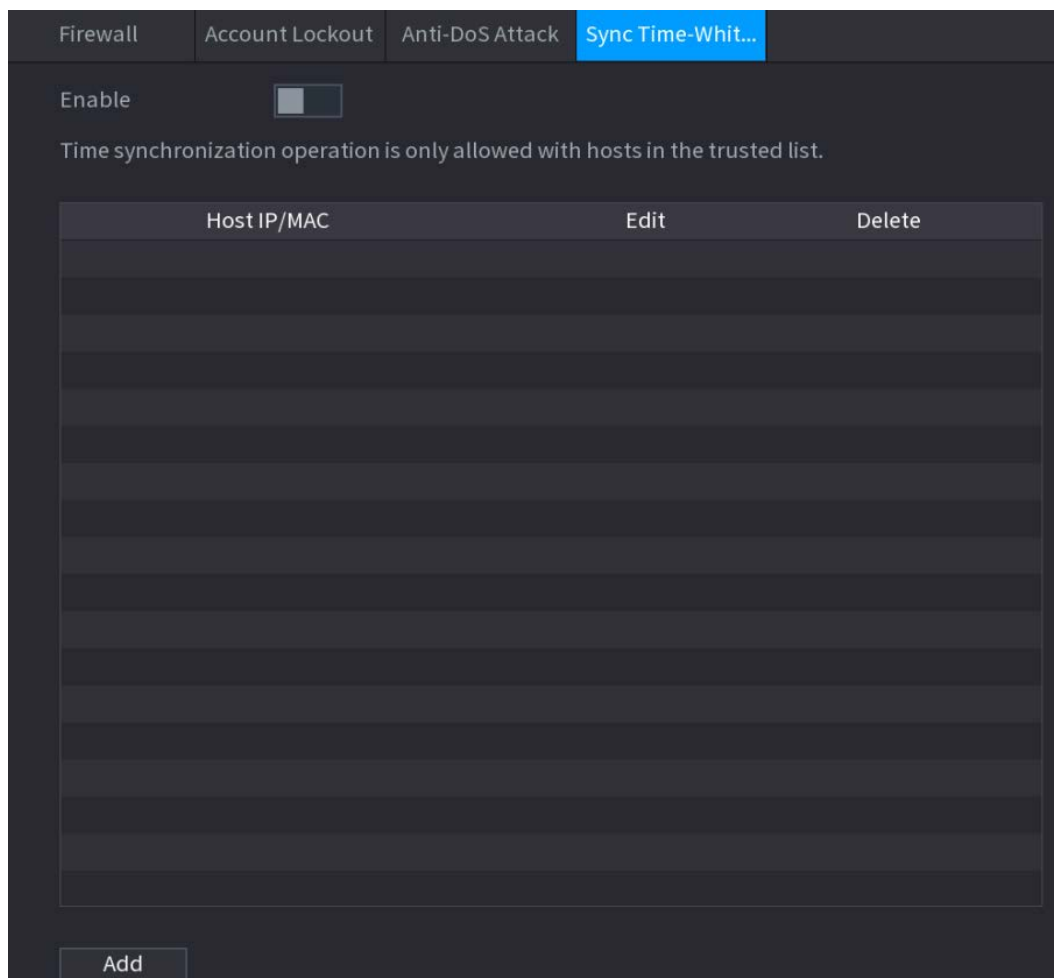 Firewall Account Lockout Anti-DoS Attack Sync Time-Whit...
Enable
Time synchronization operation is only allowed with hosts in the trusted list.
Host IP/MAC Edit Delete
Add